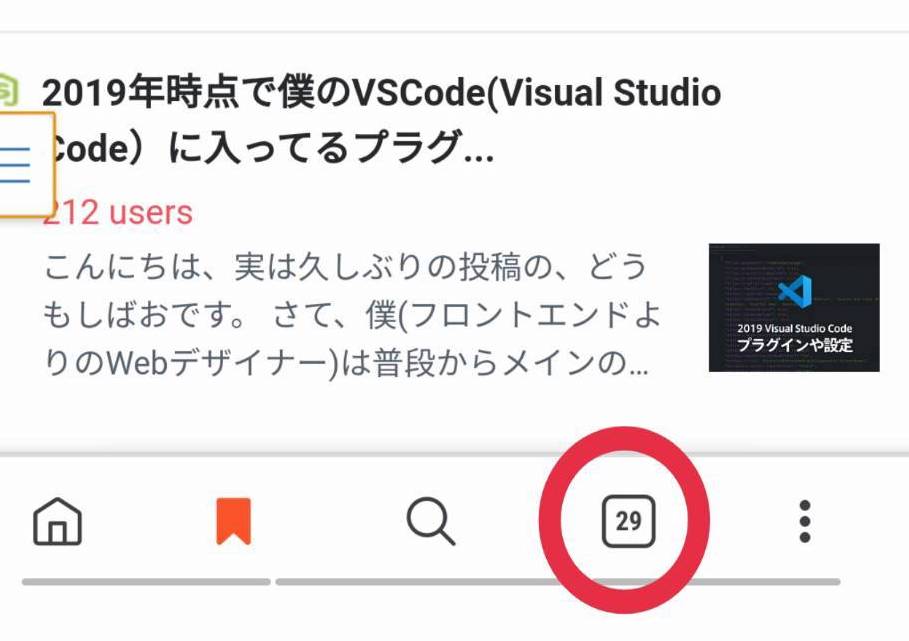 2019年時点で僕のVSCode(Visual Studio
Code）に入ってるプラグ...
212 users
こんにちは、実は久しぶりの投稿の、どう
もしばおです。 さて、僕(フロントエンドよ
りのWebデザイナー)は普段からメインの...
2019 Visual Studio Code
プラグインや設定
29